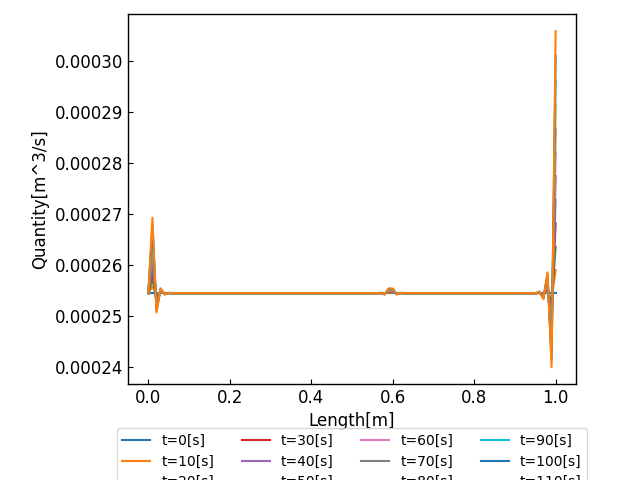 0.00030
0.00029
0.00028
0.00027
0.00026
0.00025
0.00024
Quantity[m^3/s]
0.0 0.2 0.4 0.6 0.8 1.0
Length[m]
t=0[s] t=30[s] t=60[s] t=90[s]
t=10[s] t=40[s] t=70[s] t=100[s]
t=20[s] t=50[s] t=80[s] t=110[s]